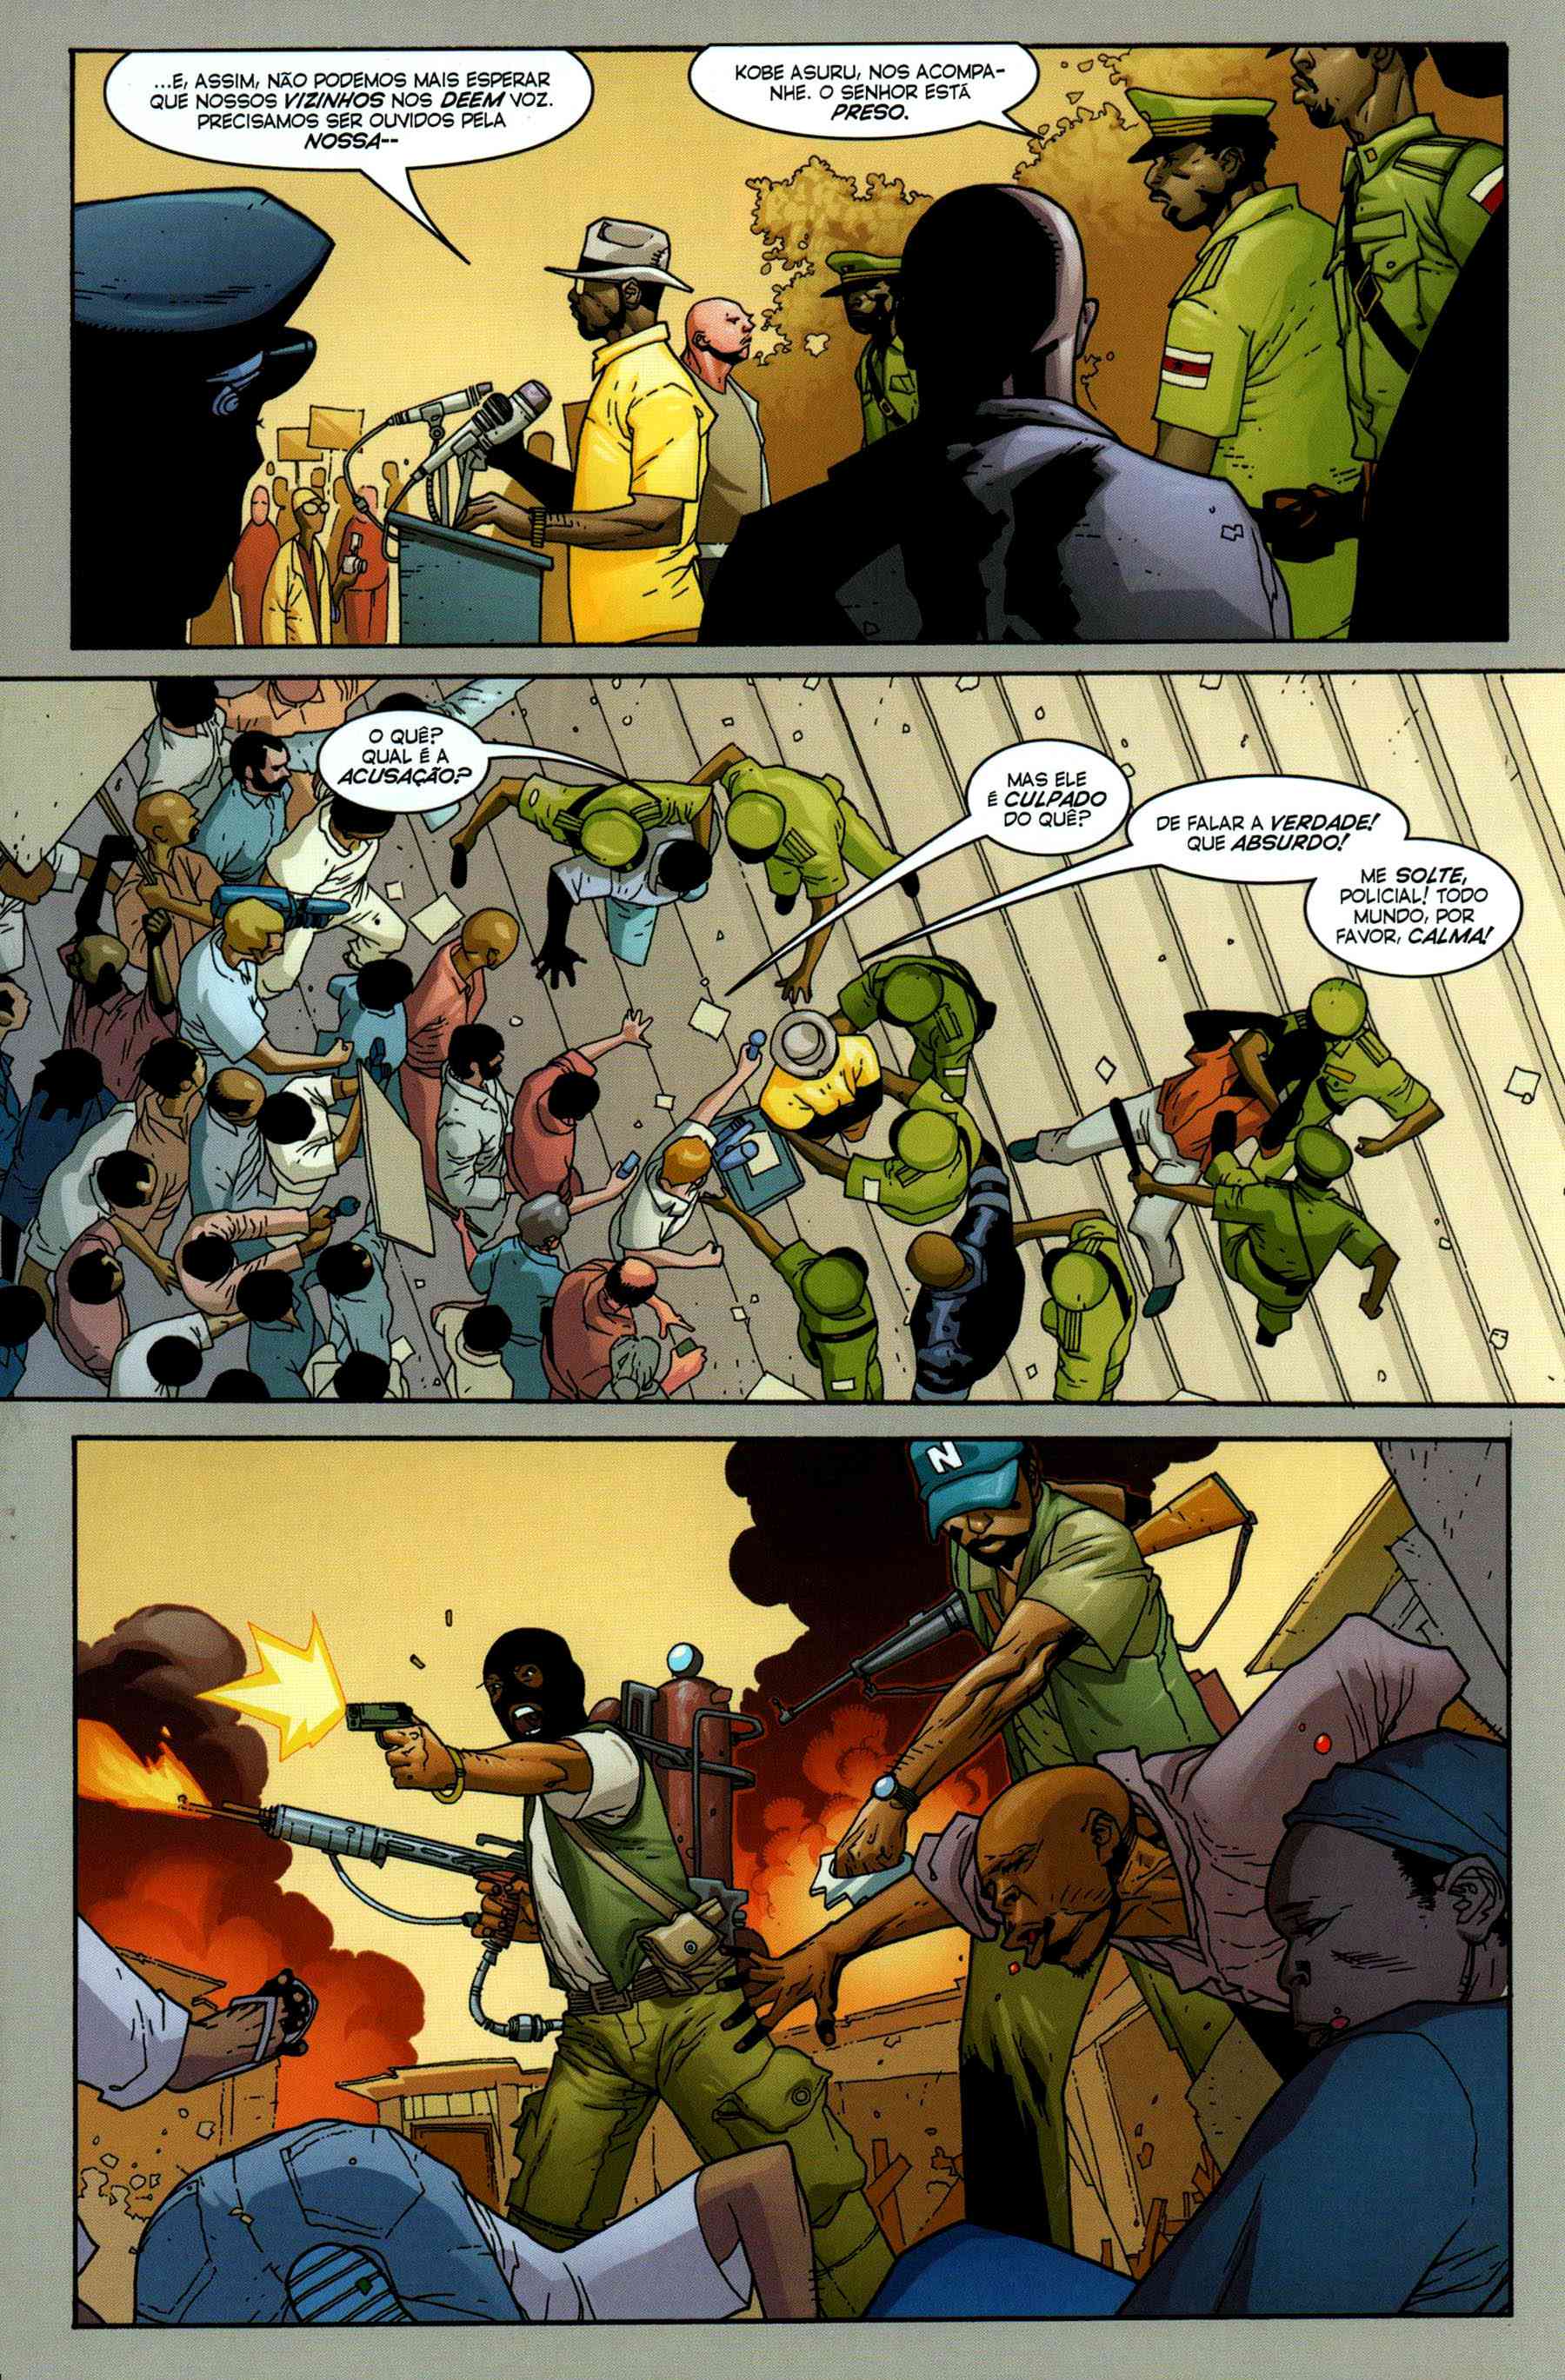 ...E, ASSIM, NÃO PODEMOS MAIS ESPERAR
QUE NOSSOS VIZINHOS NOS DEEM VOZ.
PRECISAMOS SER OUVIDOS PELA
NOSSA--
KOBE ASURU, NOS ACOMPA-
NHE. O SENHOR ESTÁ
PRESO.
O QUÊ?
QUAL É A
ACUSAÇÃO?
MAS ELE
É CULPADO
DO QUÊ?
DE FALAR A VERDADE!
QUE ABSURDO!
ME SOLTE,
POLICIAL! TODO
MUNDO, POR
FAVOR, CALMA!
N